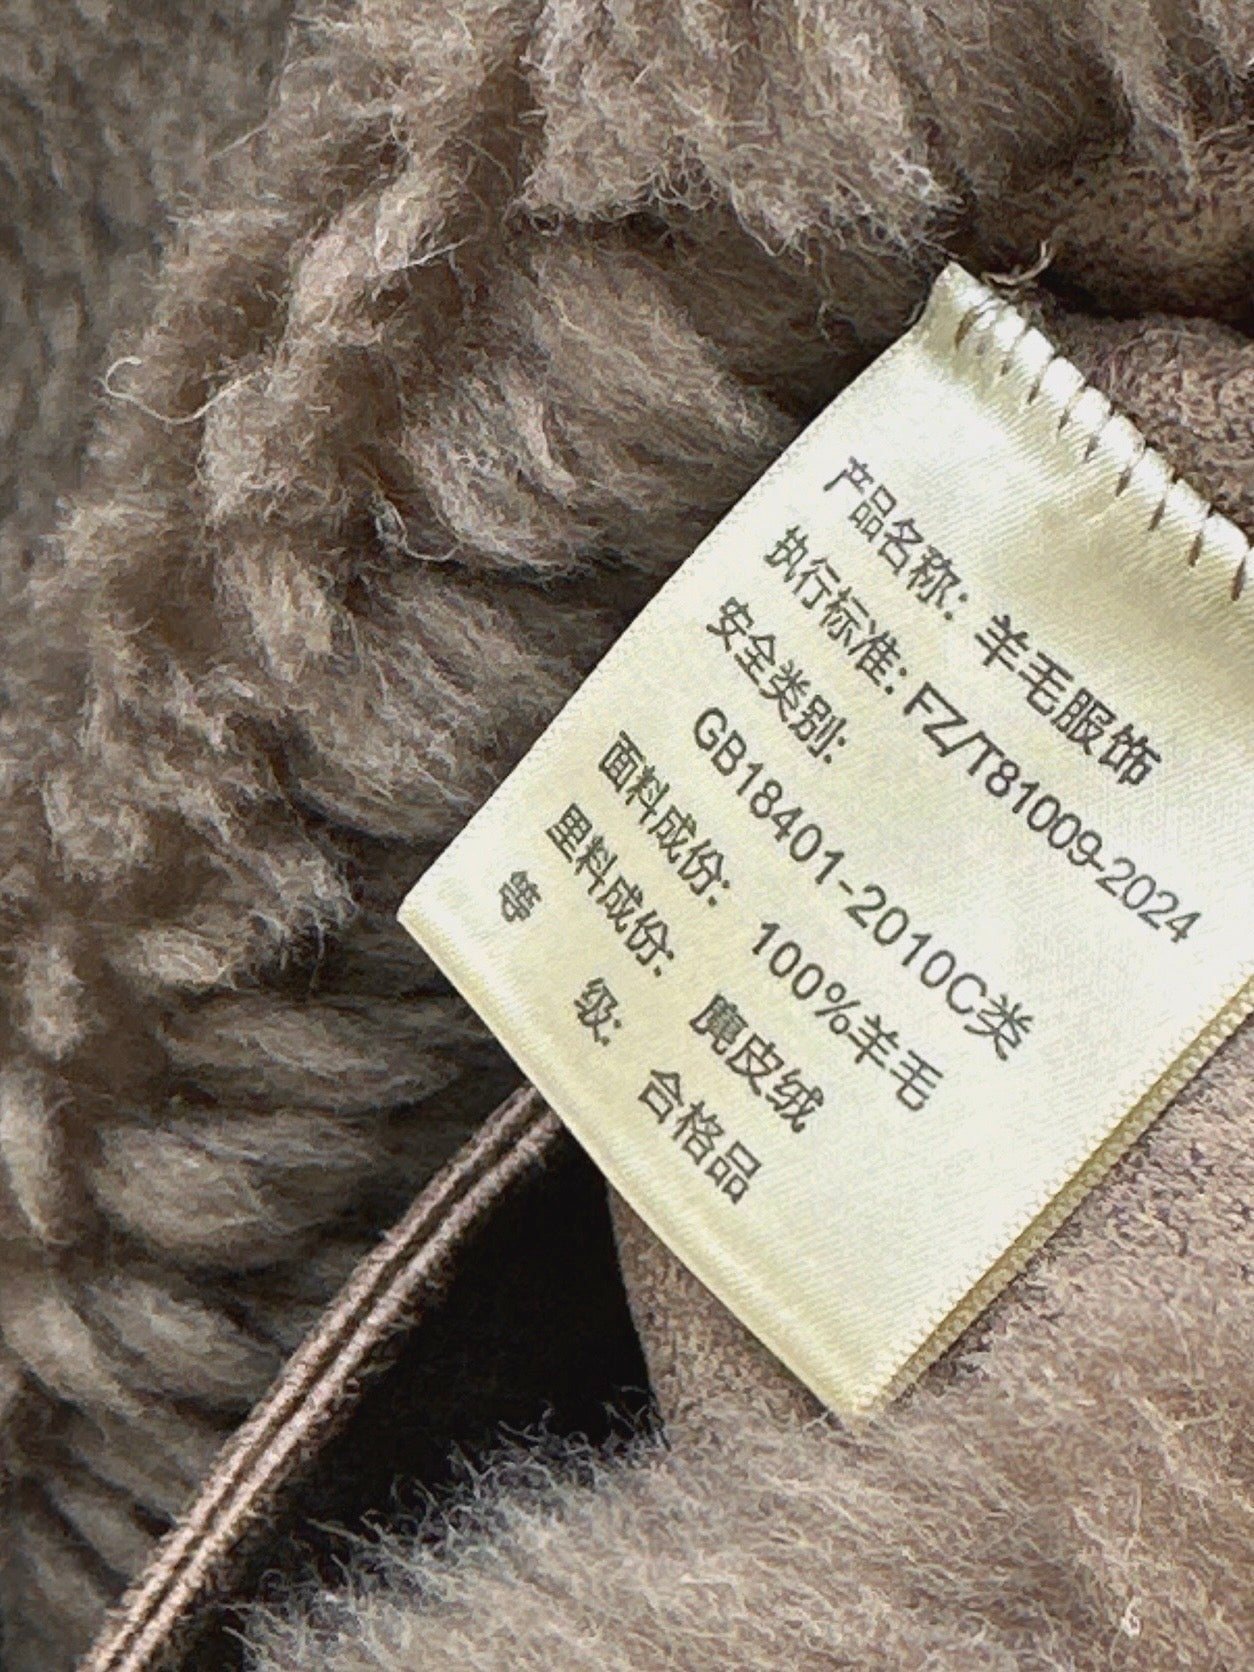 产品名称：羊毛服饰
执行标准：FZ/T81009-2024
安全类别：
GB18401-2010C类
面料成份：100%羊毛
里料成份：麂皮绒
等 级：合格品